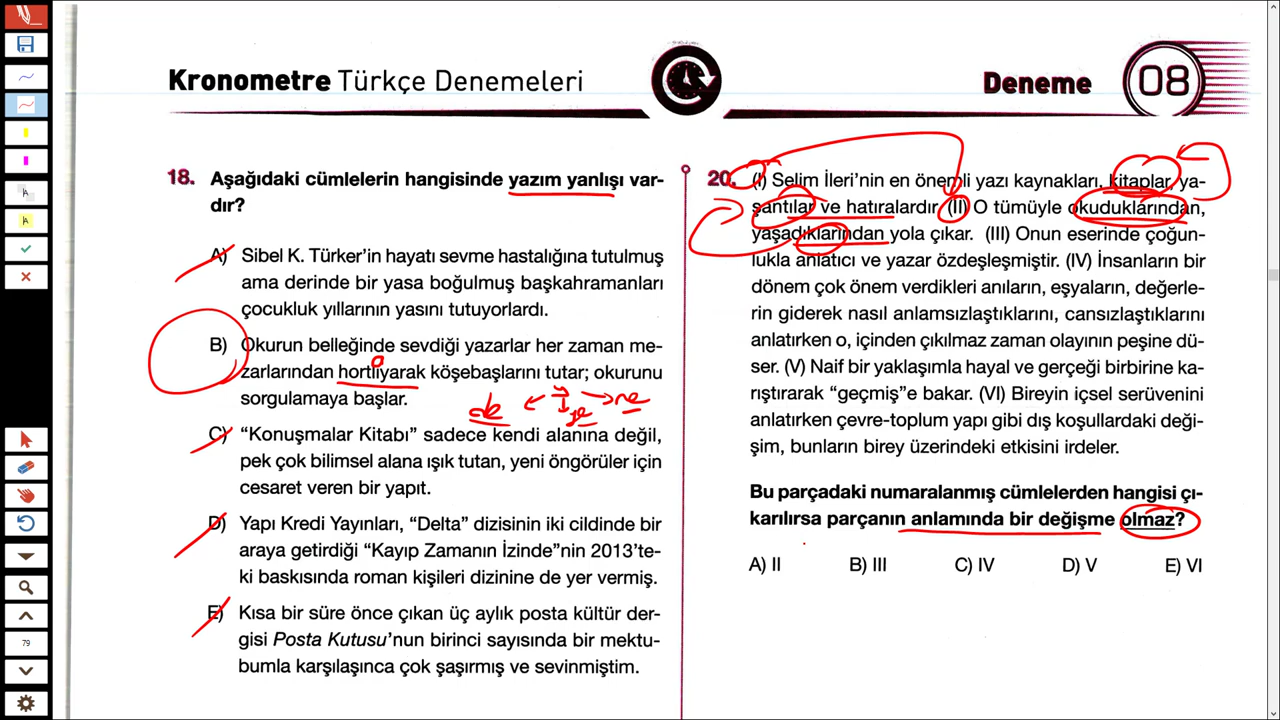 Kronometre Türkçe Denemeleri
Deneme 08
18. Aşağıdaki cümlelerin hangisinde yazım yanlışı var-
dır?
A) Sibel K. Türker'in hayatı sevme hastalığına tutulmuş
ama derinde bir yasa boğulmuş başkahramanları
çocukluk yıllarının yasını tutuyorlardı.
B) Okurun belleğinde sevdiği yazarlar her zaman me-
zarlarından hortlıyarak köşebaşlarını tutar; okurunu
sorgulamaya başlar.
C) “Konuşmalar Kitabı” sadece kendi alanına değil,
pek çok bilimsel alana ışık tutan, yeni öngörüler için
cesaret veren bir yapıt.
D) Yapı Kredi Yayınları, “Delta” dizisinin iki cildinde bir
araya getirdiği “Kayıp Zamanın İzinde”nin 2013'te-
ki baskısında roman kişileri dizinine de yer vermiş.
E) Kısa bir süre önce çıkan üç aylık posta kültür der-
gisi Posta Kutusu'nun birinci sayısında bir mektu-
bumla karşılaşınca çok şaşırmış ve sevinmiştim.
20. (I) Selim İleri'nin en önemli yazı kaynakları, kitaplar, ya-
şantılar ve hatıralardır. (II) O tümüyle okuduklarından,
yaşadıklarından yola çıkar. (III) Onun eserinde çoğun-
lukla anlatıcı ve yazar özdeşleşmiştir. (IV) İnsanların bir
dönem çok önem verdikleri anıların, eşyaların, değerle-
rin giderek nasıl anlamsızlaştıklarını, cansızlaştıklarını
anlatırken o, içinden çıkılmaz zaman olayının peşine dü-
şer. (V) Naif bir yaklaşımla hayal ve gerçeği birbirine ka-
rıştırarak “geçmiş”e bakar. (VI) Bireyin içsel serüvenini
anlatırken çevre-toplum yapı gibi dış koşullardaki deği-
şim, bunların birey üzerindeki etkisini irdeler.
Bu parçadaki numaralanmış cümlelerden hangisi çı-
karılırsa parçanın anlamında bir değişme olmaz?
A) II B) III C) IV D) V E) VI
79